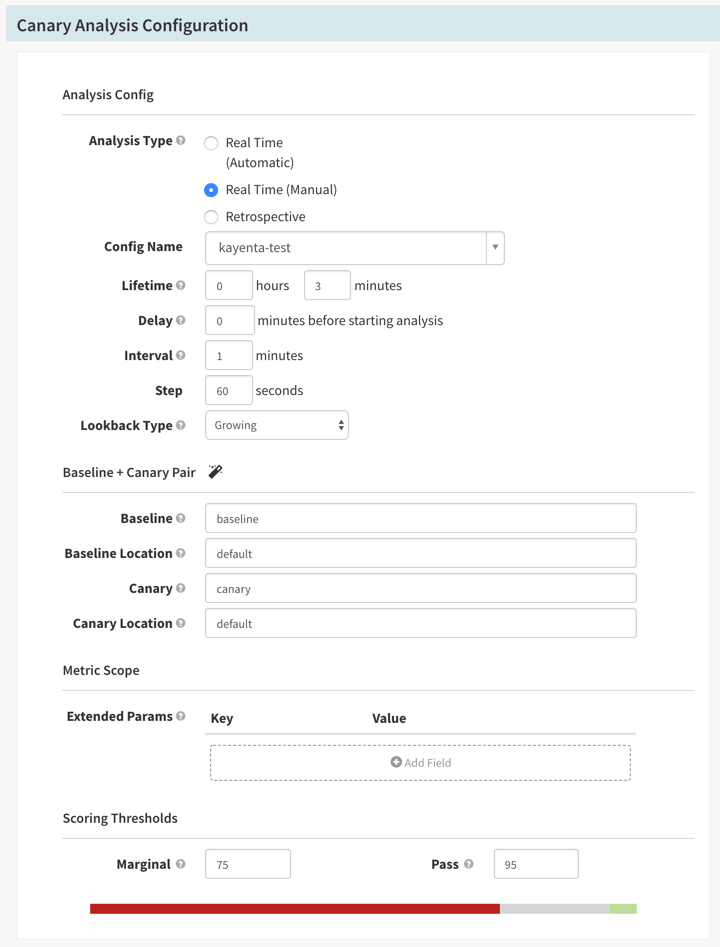 Canary Analysis Configuration
Analysis Config
Analysis Type ?
Real Time
(Automatic)
Real Time (Manual)
Retrospective
Config Name kayenta-test
Lifetime ? 0 hours 3 minutes
Delay ? 0 minutes before starting analysis
Interval ? 1 minutes
Step 60 seconds
Lookback Type ? Growing
Baseline + Canary Pair
Baseline ? baseline
Baseline Location ? default
Canary ? canary
Canary Location ? default
Metric Scope
Extended Params ? Key Value
Add Field
Scoring Thresholds
Marginal ? 75 Pass ? 95